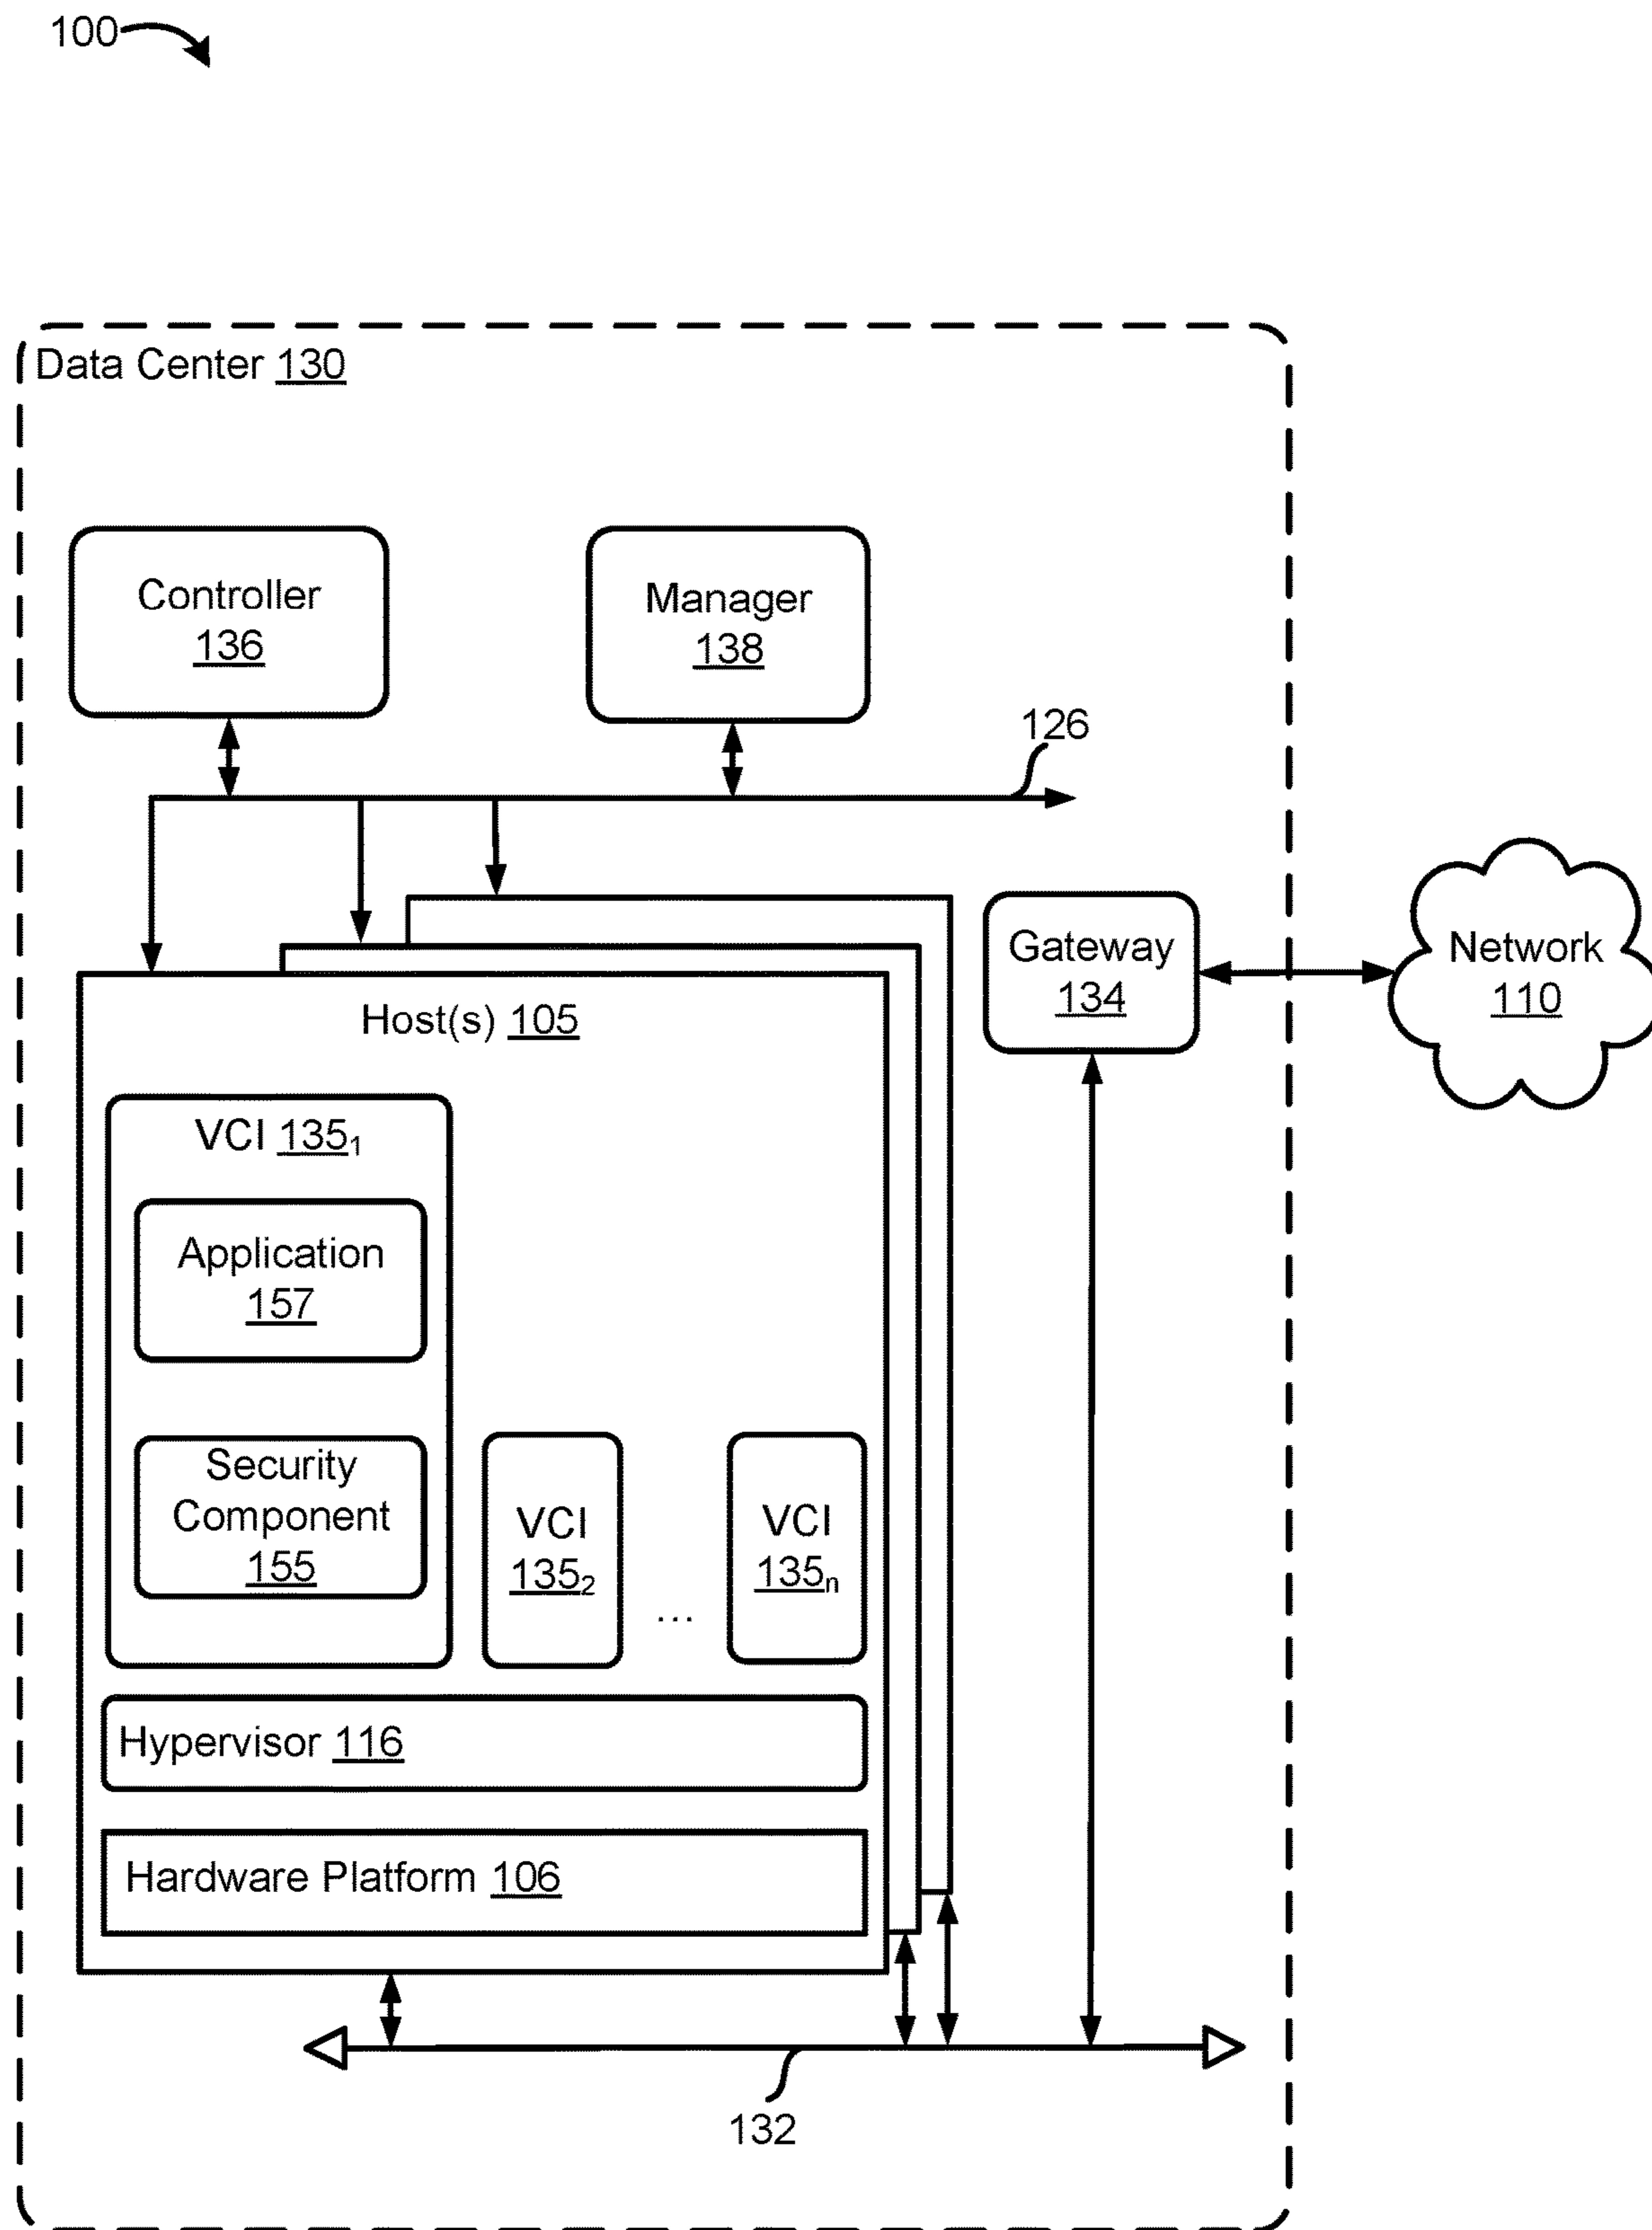 100
Data Center 130
Controller
136
Manager
138
126
Gateway
134
Network
110
Host(s) 105
VCI 135₁
Application
157
Security
Component
155
VCI
135₂
...
VCI
135ₙ
Hypervisor 116
Hardware Platform 106
132